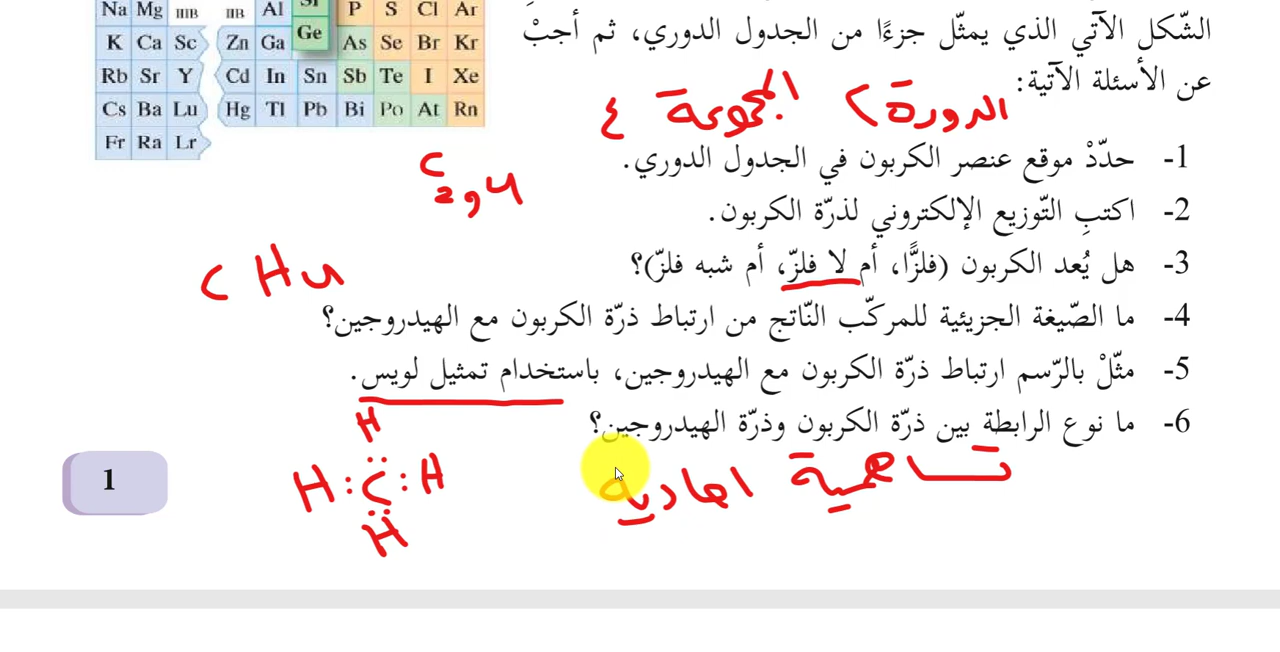 Na Mg IIIB IIB Al Si P S Cl Ar
K Ca Sc Zn Ga Ge As Se Br Kr
Rb Sr Y Cd In Sn Sb Te I Xe
Cs Ba Lu Hg Tl Pb Bi Po At Rn
Fr Ra Lr
الشّكل الآتي الذي يمثّل جزءًا من الجدول الدوري، ثم أجبْ
عن الأسئلة الآتية:
الدورة ٢ المجموعة ٤
1- حدّدْ موقع عنصر الكربون في الجدول الدوري.
C
2, 4
2- اكتبِ التّوزيع الإلكتروني لذرّة الكربون.
3- هل يُعد الكربون (فلزًّا، أم لا فلزّ، أم شبه فلزّ)؟
CH4
4- ما الصّيغة الجزيئية للمركّب النّاتج من ارتباط ذرّة الكربون مع الهيدروجين؟
5- مثّلْ بالرّسم ارتباط ذرّة الكربون مع الهيدروجين، باستخدام تمثيل لويس.
6- ما نوع الرابطة بين ذرّة الكربون وذرّة الهيدروجين؟
تساهمية احادية
H
H : C : H
H
1